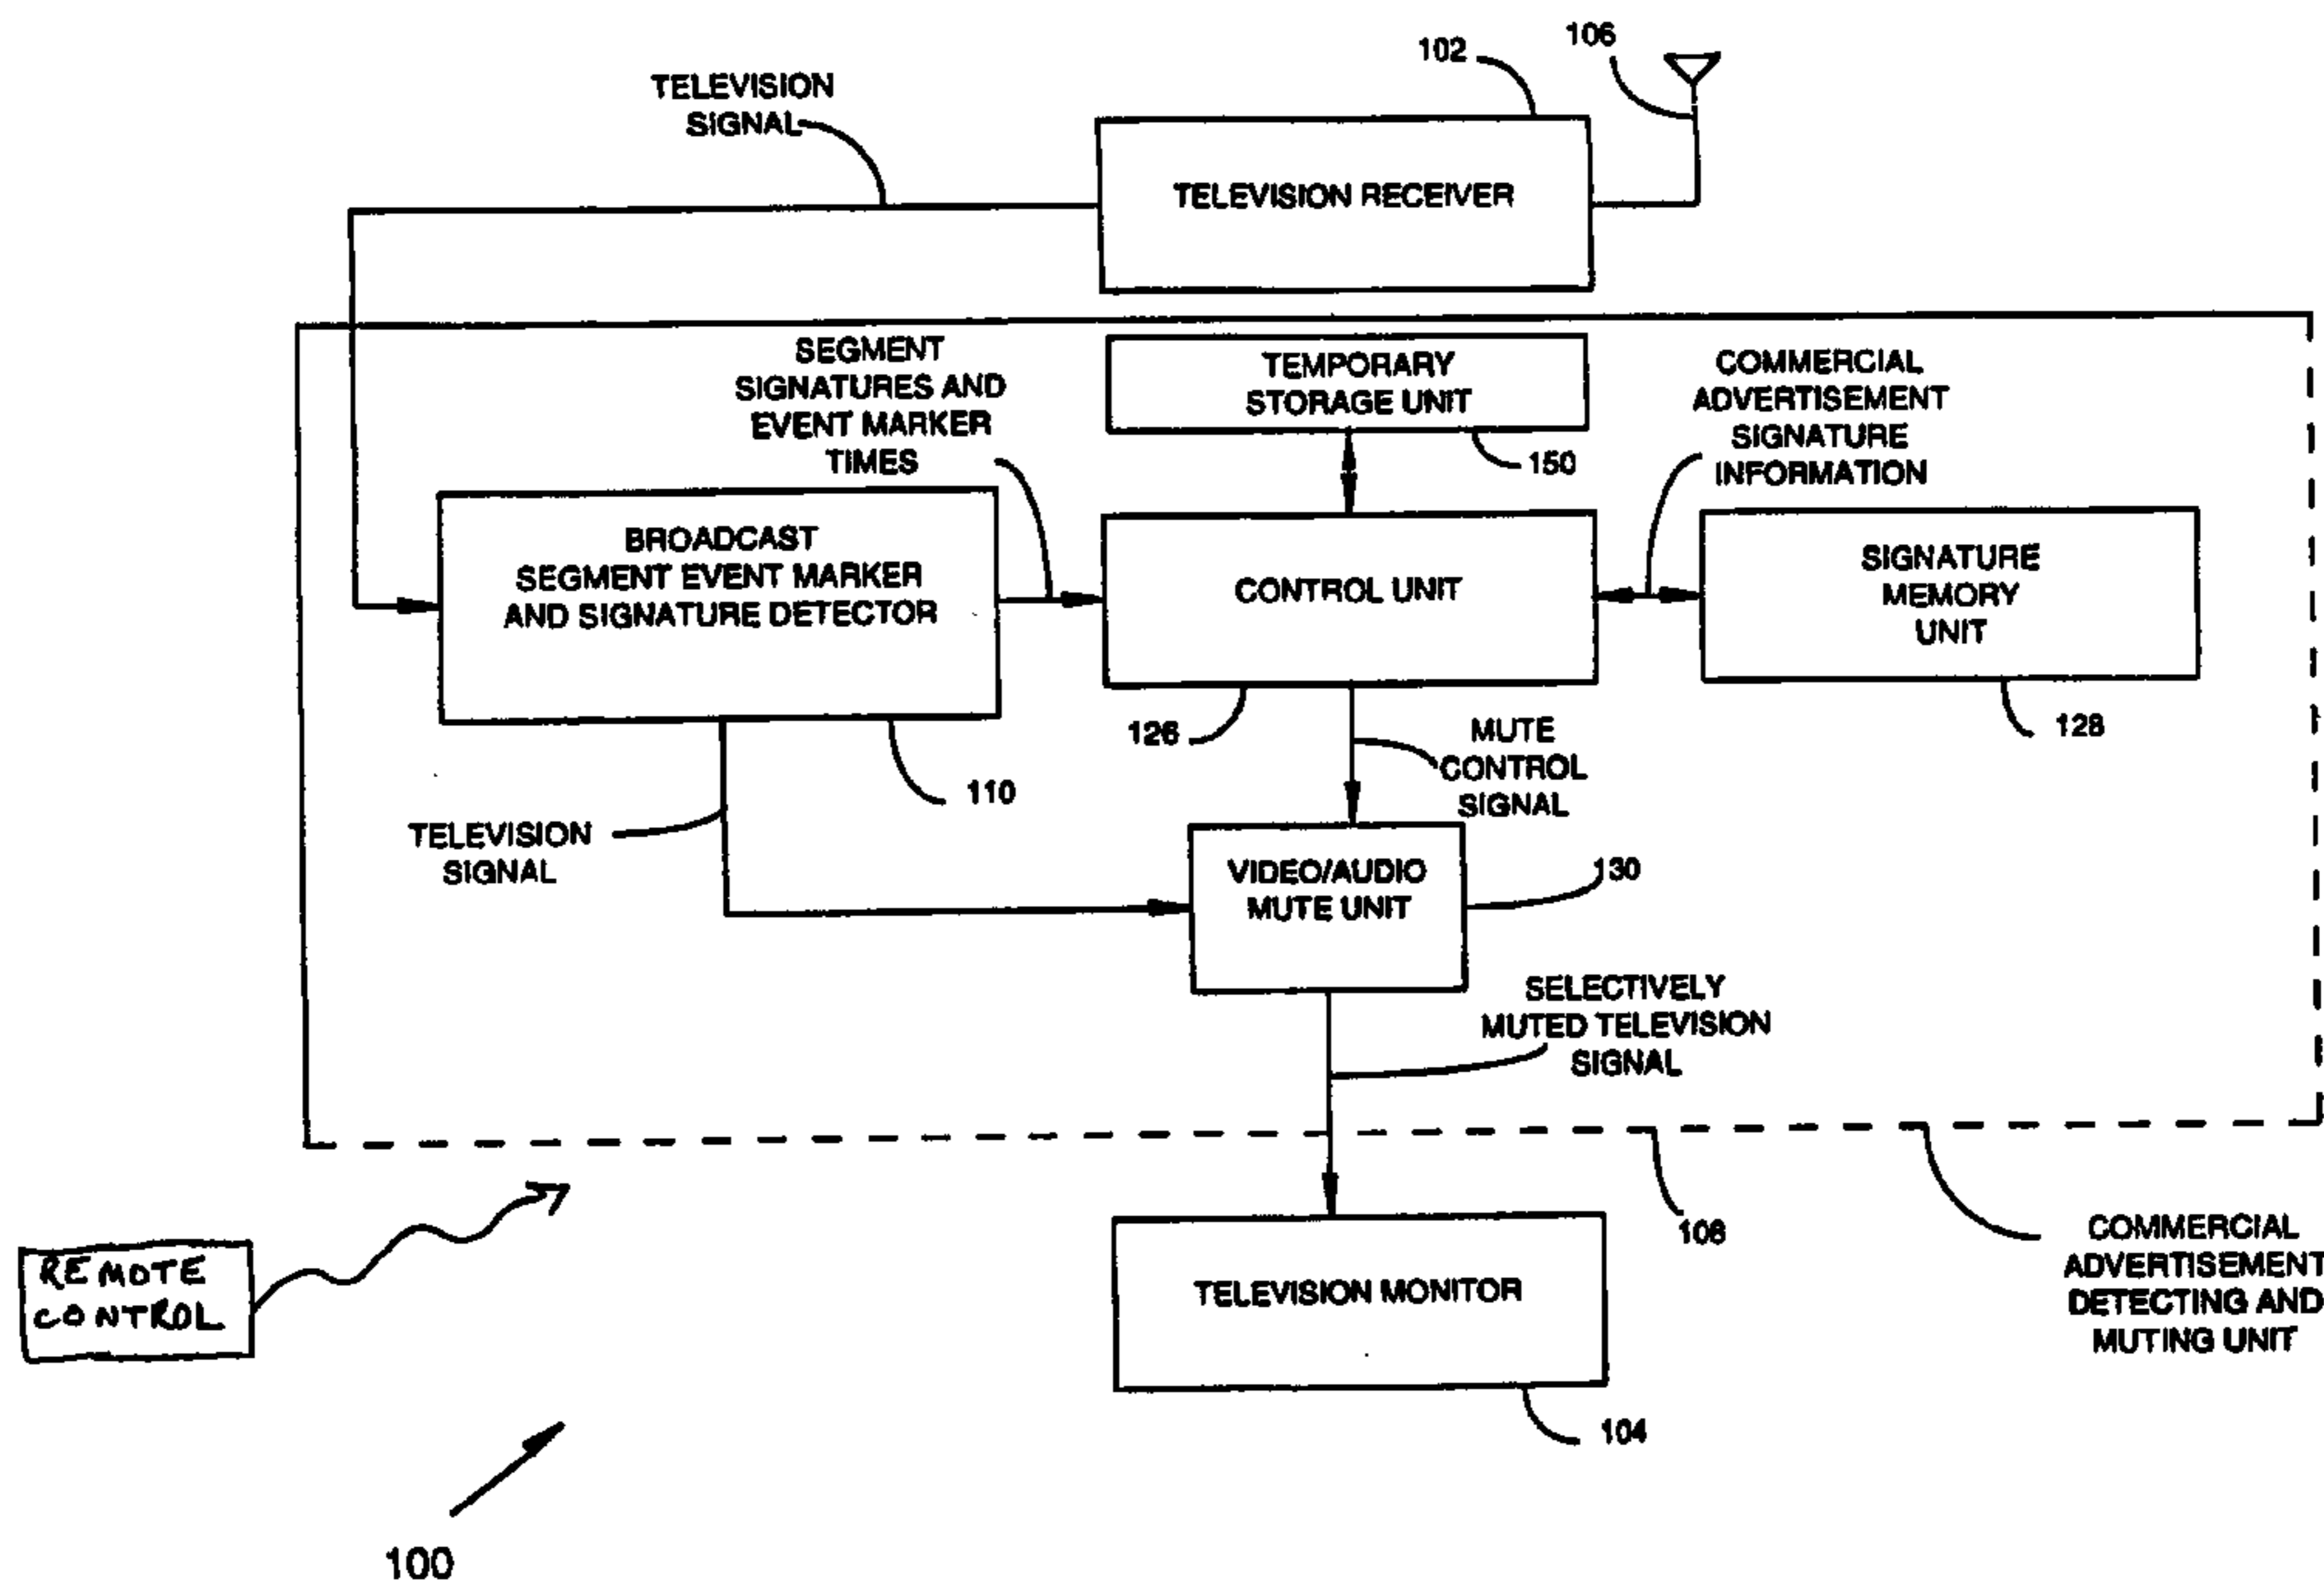 106
102
TELEVISION
SIGNAL
TELEVISION RECEIVER
SEGMENT
SIGNATURES AND
EVENT MARKER
TIMES
TEMPORARY
STORAGE UNIT
150
COMMERCIAL
ADVERTISEMENT
SIGNATURE
INFORMATION
BROADCAST
SEGMENT EVENT MARKER
AND SIGNATURE DETECTOR
CONTROL UNIT
SIGNATURE
MEMORY
UNIT
126
128
110
MUTE
CONTROL
SIGNAL
TELEVISION
SIGNAL
VIDEO/AUDIO
MUTE UNIT
130
SELECTIVELY
MUTED TELEVISION
SIGNAL
108
COMMERCIAL
ADVERTISEMENT
DETECTING AND
MUTING UNIT
REMOTE
CONTROL
TELEVISION MONITOR
104
100